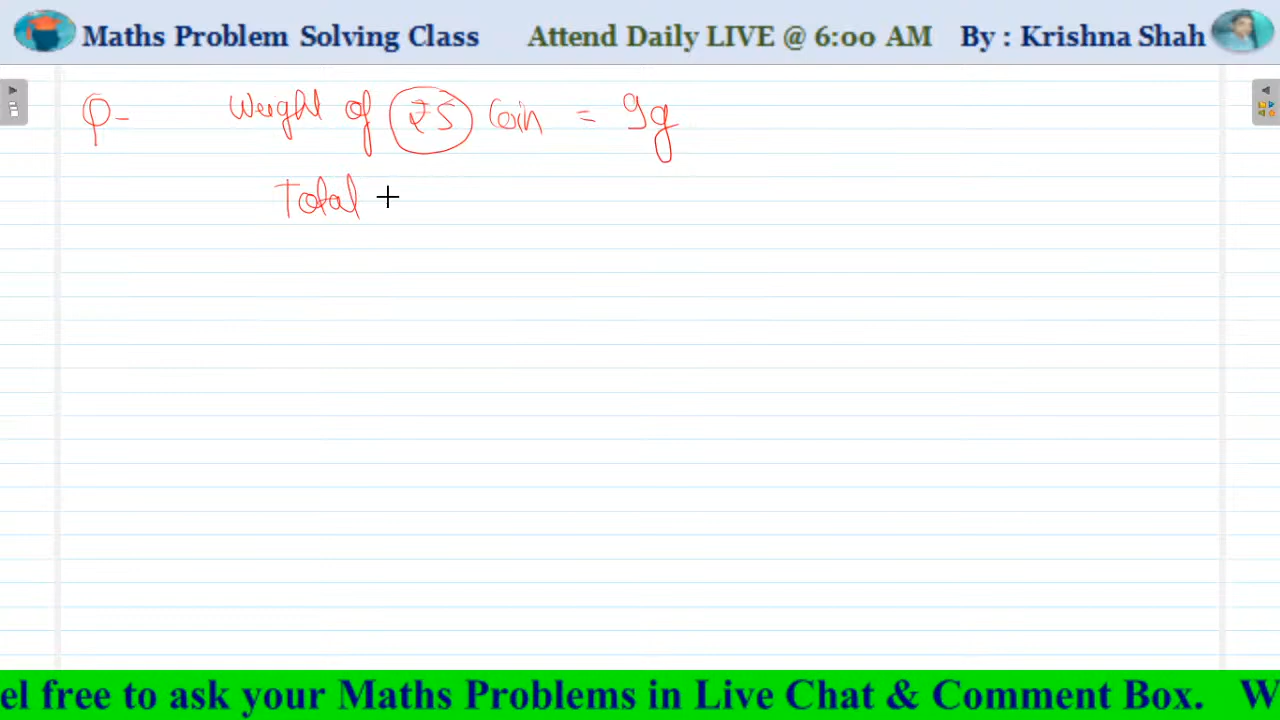 Maths Problem Solving Class Attend Daily LIVE @ 6:00 AM By : Krishna Shah
Q- Weight of ₹5 Coin = 9g
Total
el free to ask your Maths Problems in Live Chat & Comment Box. W